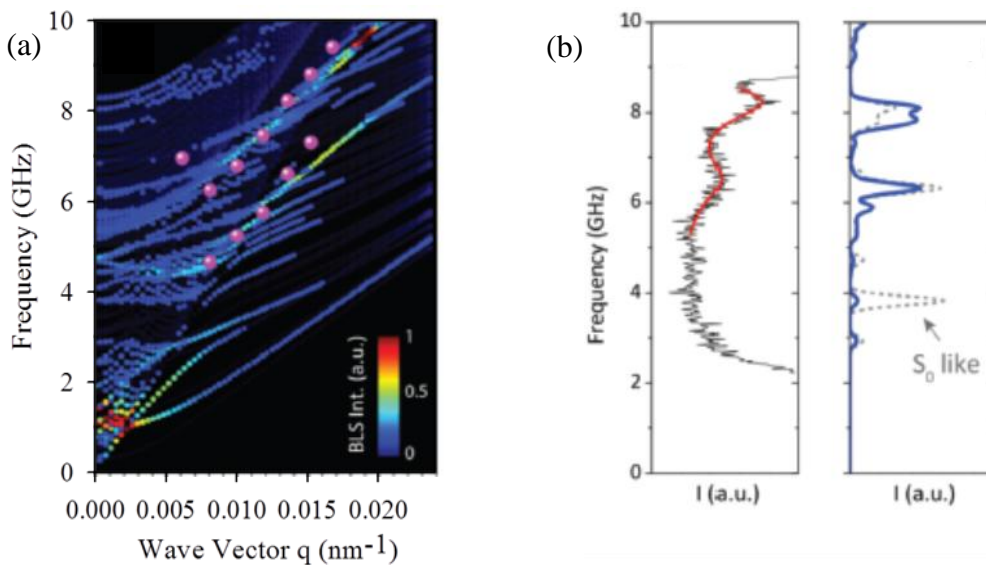 (a)
10
8
6
4
2
0
Frequency (GHz)
0.000 0.005 0.010 0.015 0.020
Wave Vector q (nm-1)
BLS Int. (a.u.)
1
0.5
0
(b)
10
8
6
4
2
0
Frequency (GHz)
I (a.u.)
S0 like
I (a.u.)